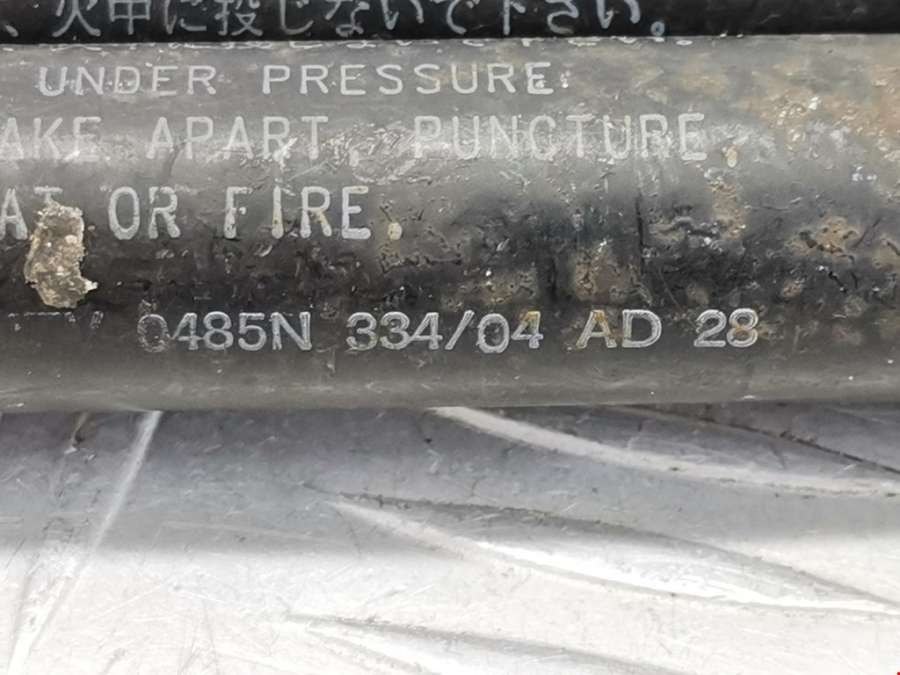 、火中に投じないで下さい。
UNDER PRESSURE.
AKE APART, PUNCTURE
AT OR FIRE.
0485N 334/04 AD 28